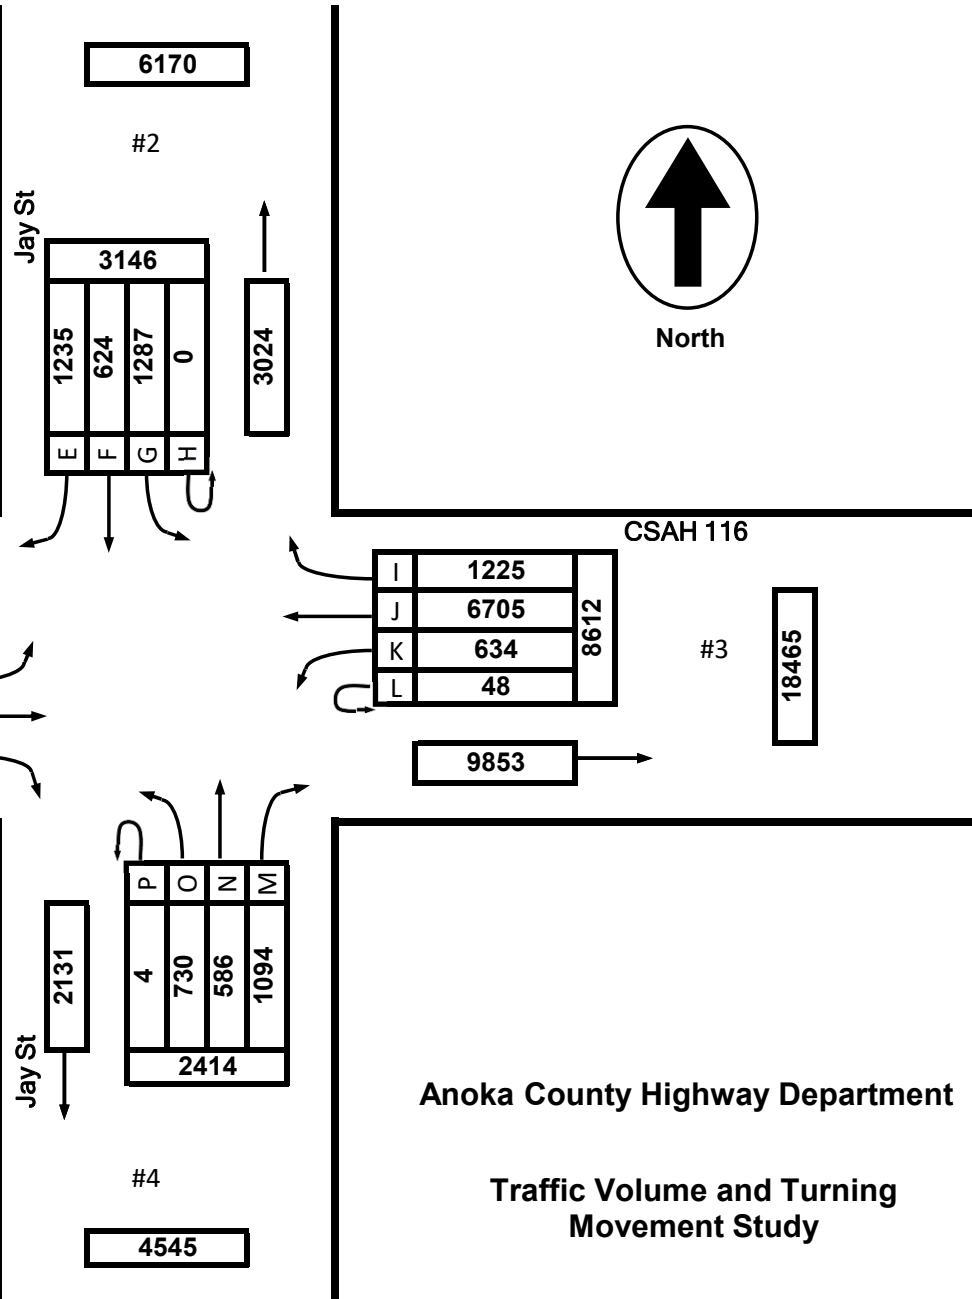 6170
#2
Jay St
3146
1235
624
1287
0
E
F
G
H
3024
North
CSAH 116
I
1225
J
6705
K
634
L
48
8612
#3
18465
9853
P
O
N
M
4
730
586
1094
2414
2131
Jay St
#4
4545
Anoka County Highway Department
Traffic Volume and Turning
Movement Study